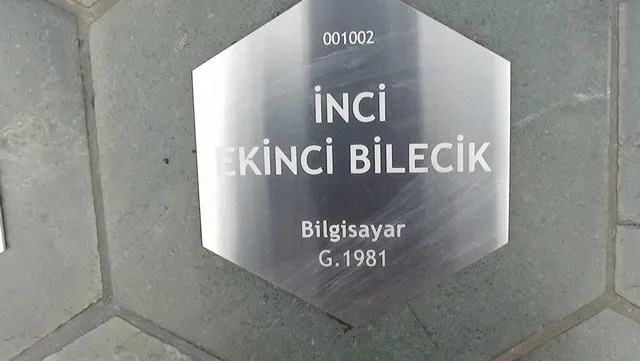 001002
İNCİ
EKİNCİ BİLECİK
Bilgisayar
G.1981